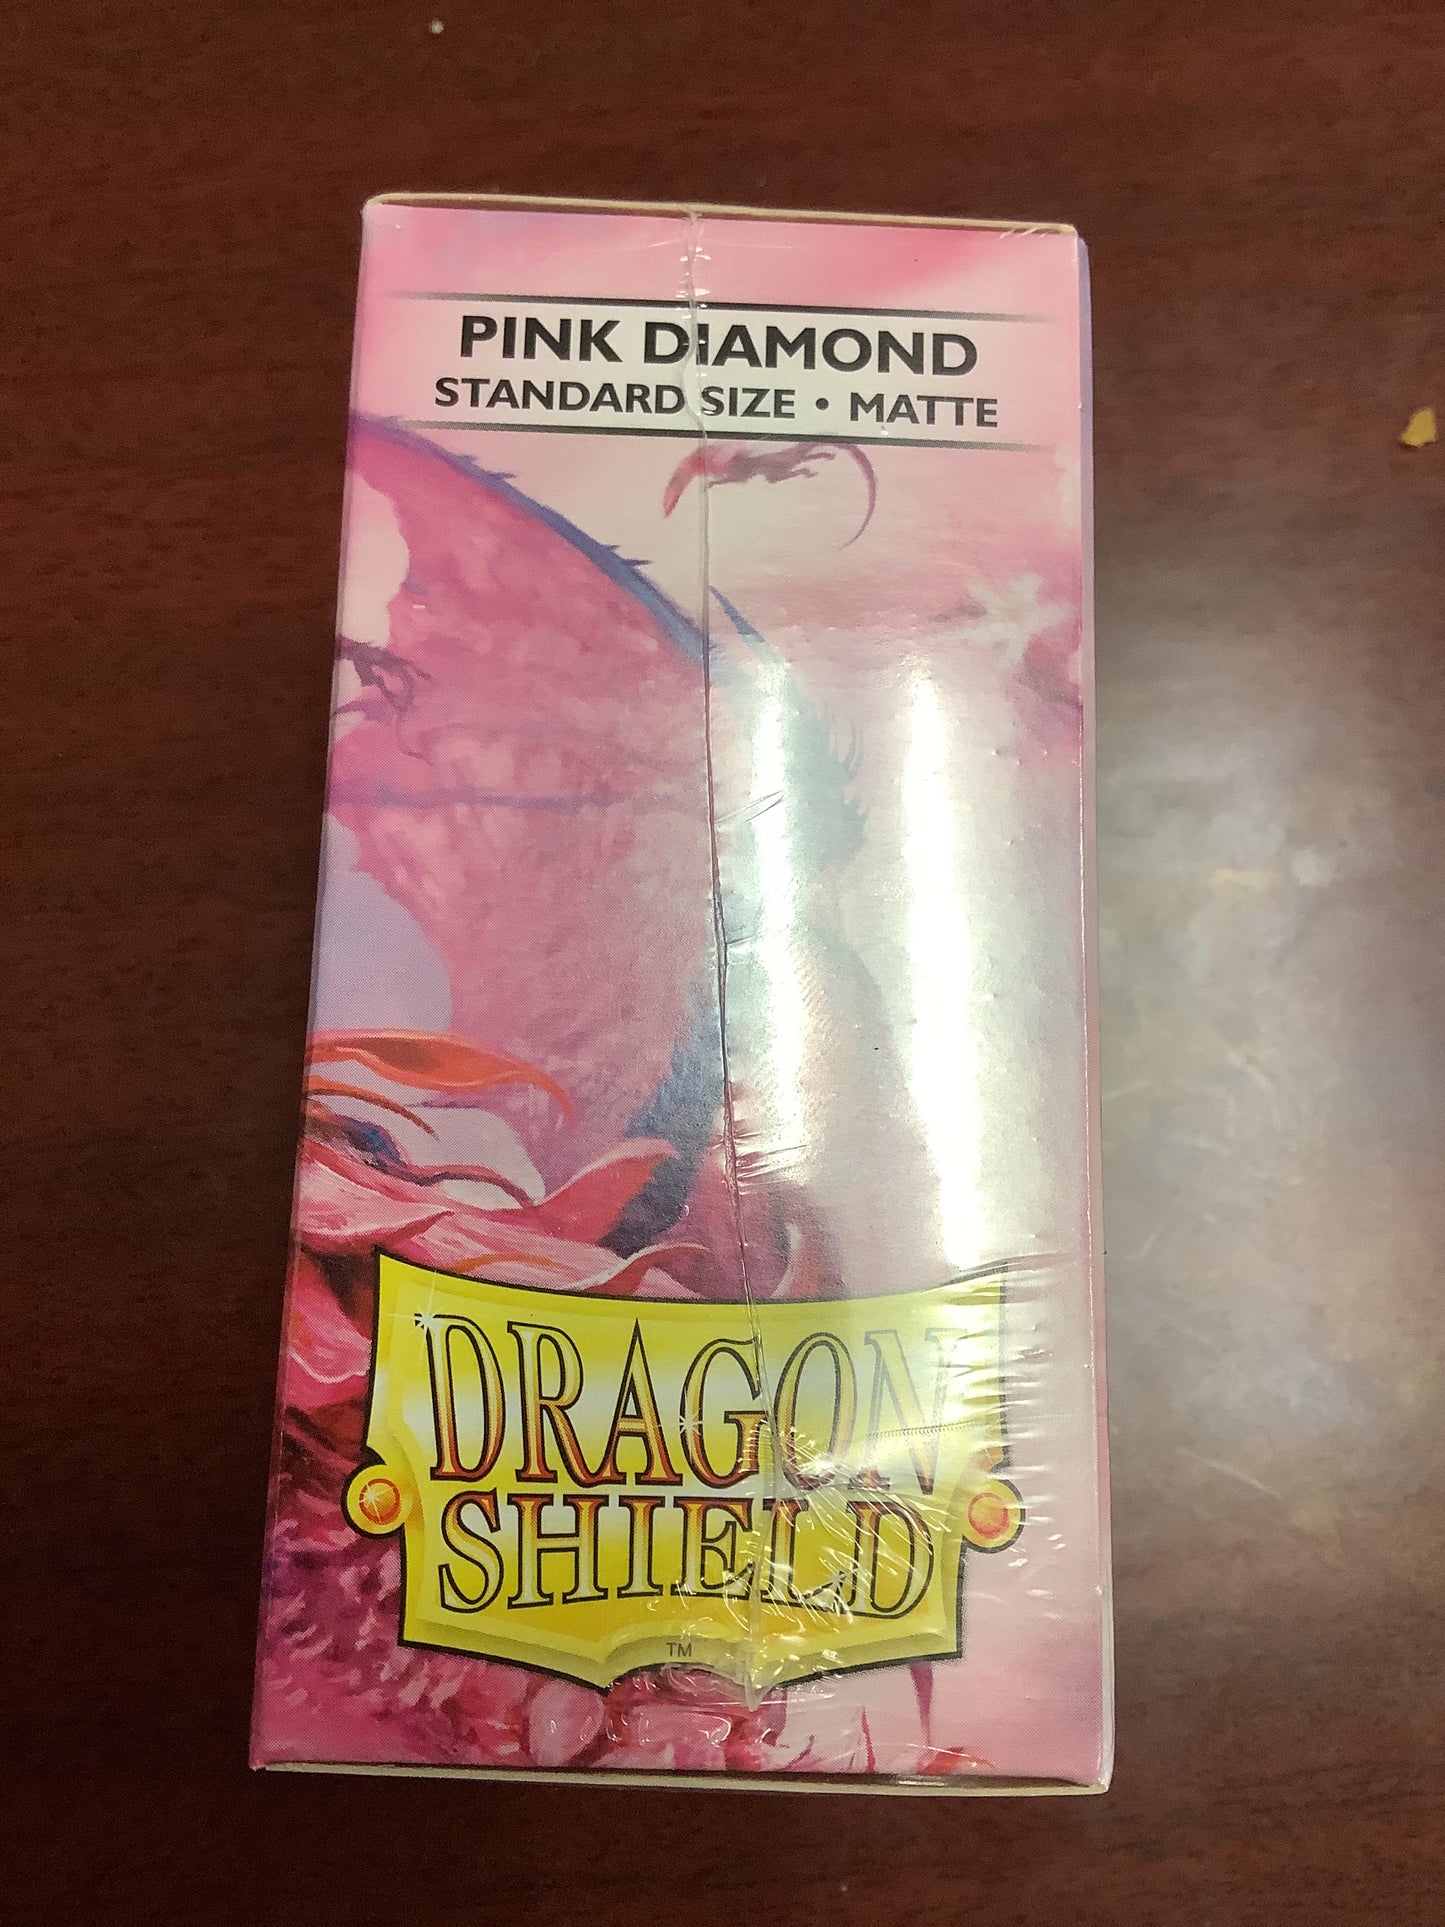 PINK DIAMOND
STANDARD SIZE • MATTE
DRAGON
SHIELD
TM